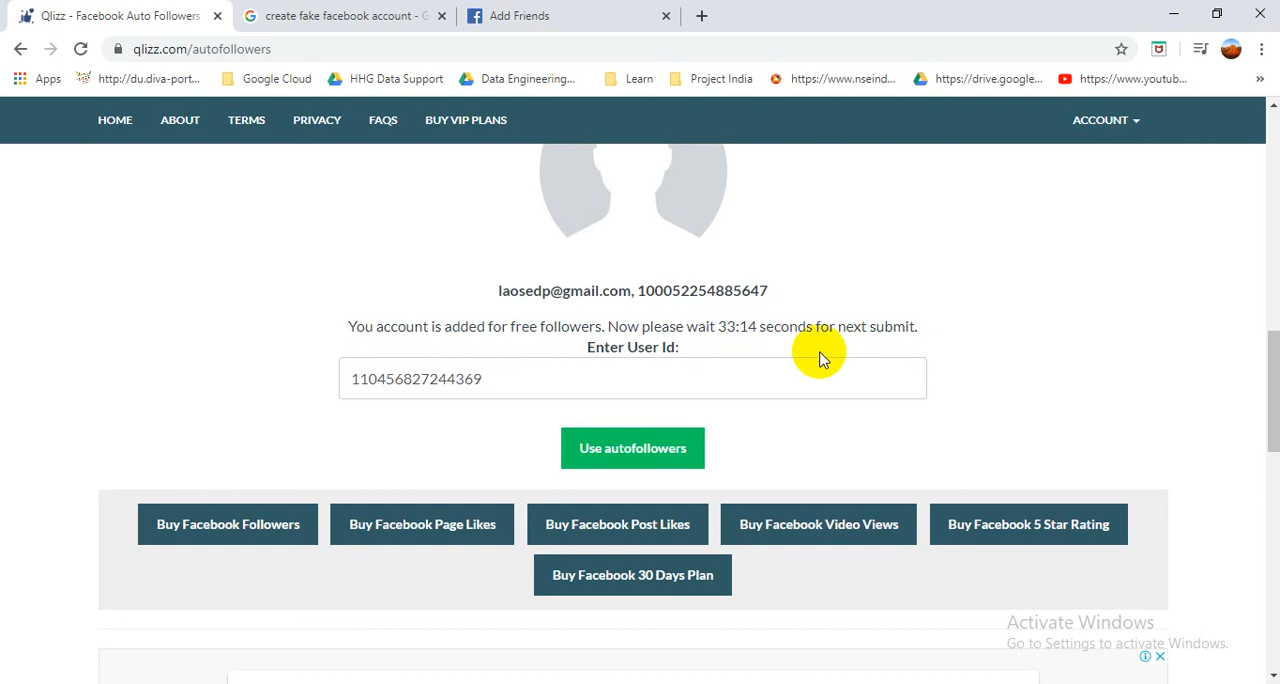 Qlizz - Facebook Auto Followers
create fake facebook account - G
Add Friends
qlizz.com/autofollowers
Apps
http://du.diva-port...
Google Cloud
HHG Data Support
Data Engineering...
Learn
Project India
https://www.nseind...
https://drive.google...
https://www.youtub...
»
HOME
ABOUT
TERMS
PRIVACY
FAQS
BUY VIP PLANS
ACCOUNT
laosedp@gmail.com, 100052254885647
You account is added for free followers. Now please wait 33:14 seconds for next submit.
Enter User Id:
110456827244369
Use autofollowers
Buy Facebook Followers
Buy Facebook Page Likes
Buy Facebook Post Likes
Buy Facebook Video Views
Buy Facebook 5 Star Rating
Buy Facebook 30 Days Plan
Activate Windows
Go to Settings to activate Windows.